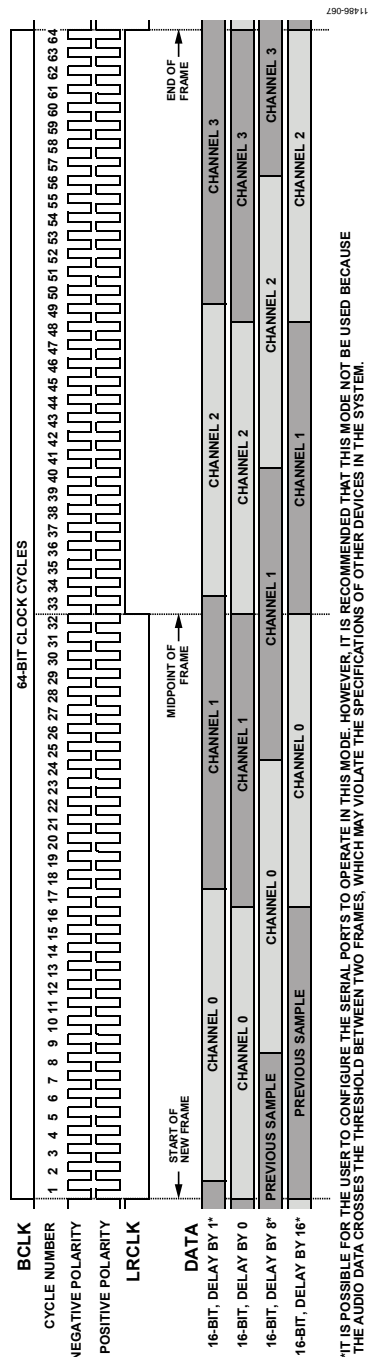 64-BIT CLOCK CYCLES
BCLK
CYCLE NUMBER 1 2 3 4 5 6 7 8 9 10 11 12 13 14 15 16 17 18 19 20 21 22 23 24 25 26 27 28 29 30 31 32 33 34 35 36 37 38 39 40 41 42 43 44 45 46 47 48 49 50 51 52 53 54 55 56 57 58 59 60 61 62 63 64
NEGATIVE POLARITY
POSITIVE POLARITY
LRCLK
START OF
NEW FRAME
MIDPOINT OF
FRAME
END OF
FRAME
DATA
16-BIT, DELAY BY 1* CHANNEL 0 CHANNEL 1 CHANNEL 2 CHANNEL 3
16-BIT, DELAY BY 0 CHANNEL 0 CHANNEL 1 CHANNEL 2 CHANNEL 3
16-BIT, DELAY BY 8* PREVIOUS SAMPLE CHANNEL 0 CHANNEL 1 CHANNEL 2 CHANNEL 3
16-BIT, DELAY BY 16* PREVIOUS SAMPLE CHANNEL 0 CHANNEL 1 CHANNEL 2
*IT IS POSSIBLE FOR THE USER TO CONFIGURE THE SERIAL PORTS TO OPERATE IN THIS MODE. HOWEVER, IT IS RECOMMENDED THAT THIS MODE NOT BE USED BECAUSE
THE AUDIO DATA CROSSES THE THRESHOLD BETWEEN TWO FRAMES, WHICH MAY VIOLATE THE SPECIFICATIONS OF OTHER DEVICES IN THE SYSTEM.
11486-067